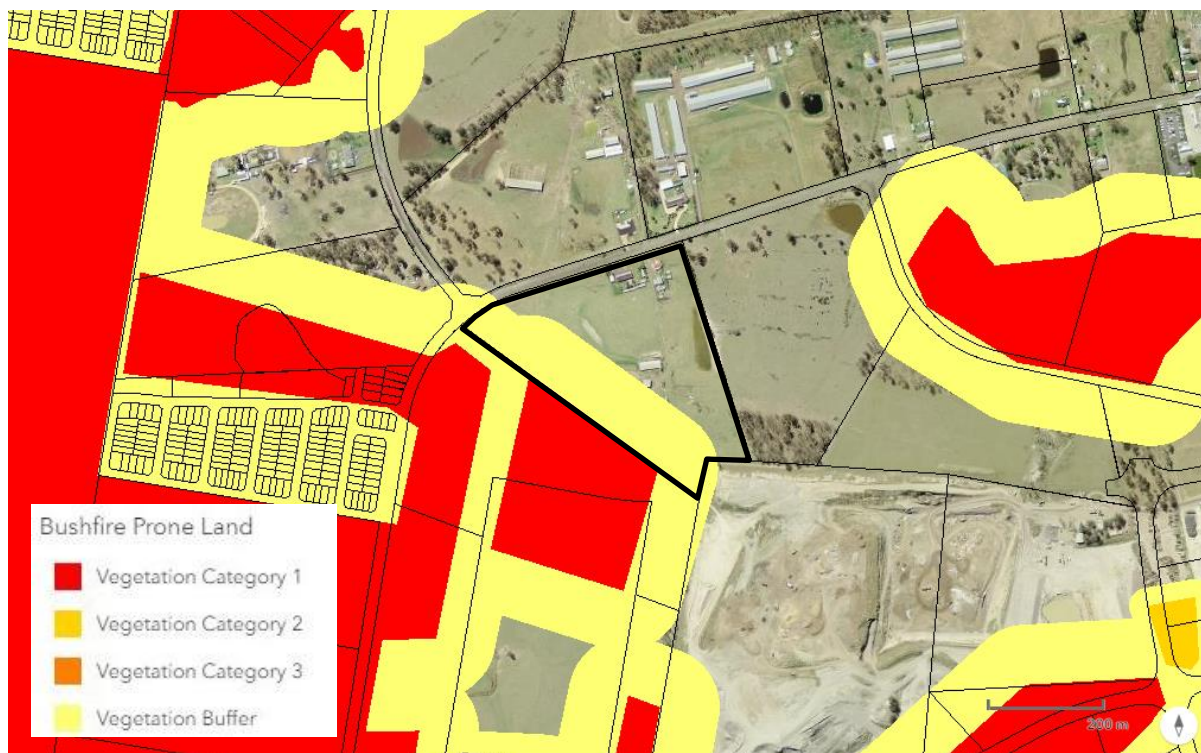 Bushfire Prone Land
Vegetation Category 1
Vegetation Category 2
Vegetation Category 3
Vegetation Buffer
200 m